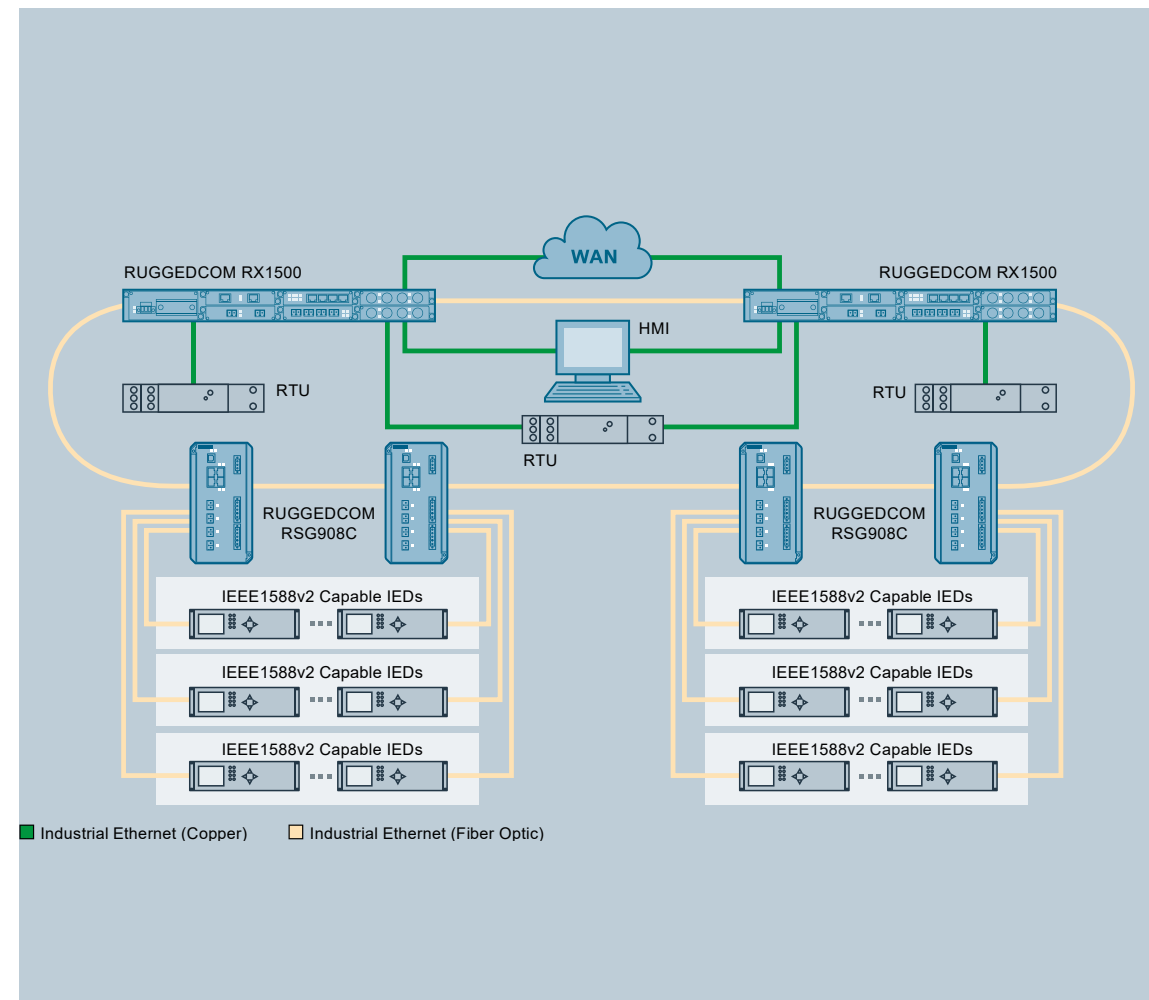 WAN
RUGGEDCOM RX1500
RUGGEDCOM RX1500
HMI
RTU
RTU
RTU
RUGGEDCOM
RSG908C
RUGGEDCOM
RSG908C
IEEE1588v2 Capable IEDs
IEEE1588v2 Capable IEDs
IEEE1588v2 Capable IEDs
IEEE1588v2 Capable IEDs
IEEE1588v2 Capable IEDs
IEEE1588v2 Capable IEDs
Industrial Ethernet (Copper)
Industrial Ethernet (Fiber Optic)